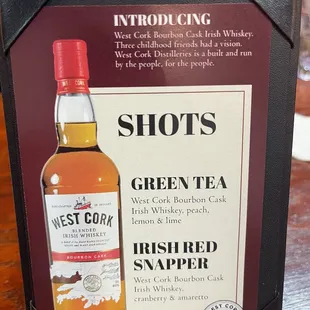 INTRODUCING
West Cork Bourbon Cask Irish Whiskey.
Three childhood friends had a vision.
West Cork Distilleries is a built and run
by the people, for the people.
SHOTS
GREEN TEA
West Cork Bourbon Cask
Irish Whiskey, peach,
lemon & lime
IRISH RED
SNAPPER
West Cork Bourbon Cask
Irish Whiskey,
cranberry & amaretto
WEST CORK
BLENDED
IRISH WHISKEY
BOURBON CASK